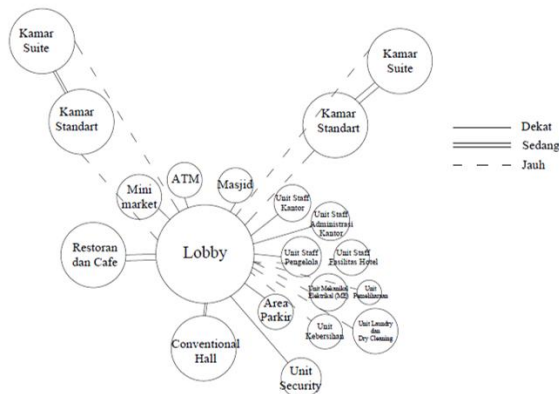 Kamar
Suite
Kamar
Standart
Kamar
Suite
Kamar
Standart
Dekat
Sedang
Jauh
Mini
market
ATM
Masjid
Unit Staff
Kantor
Unit Staff
Administrasi
Kantor
Restoran
dan Cafe
Lobby
Unit Staff
Pengelola
Unit Staff
Fasilitas Hotel
Unit Mekanikal
Elektrikal (ME)
Unit
Pemeliharaan
Area
Parkir
Unit
Kebersihan
Unit Laundry
dan
Dry Cleaning
Conventional
Hall
Unit
Security